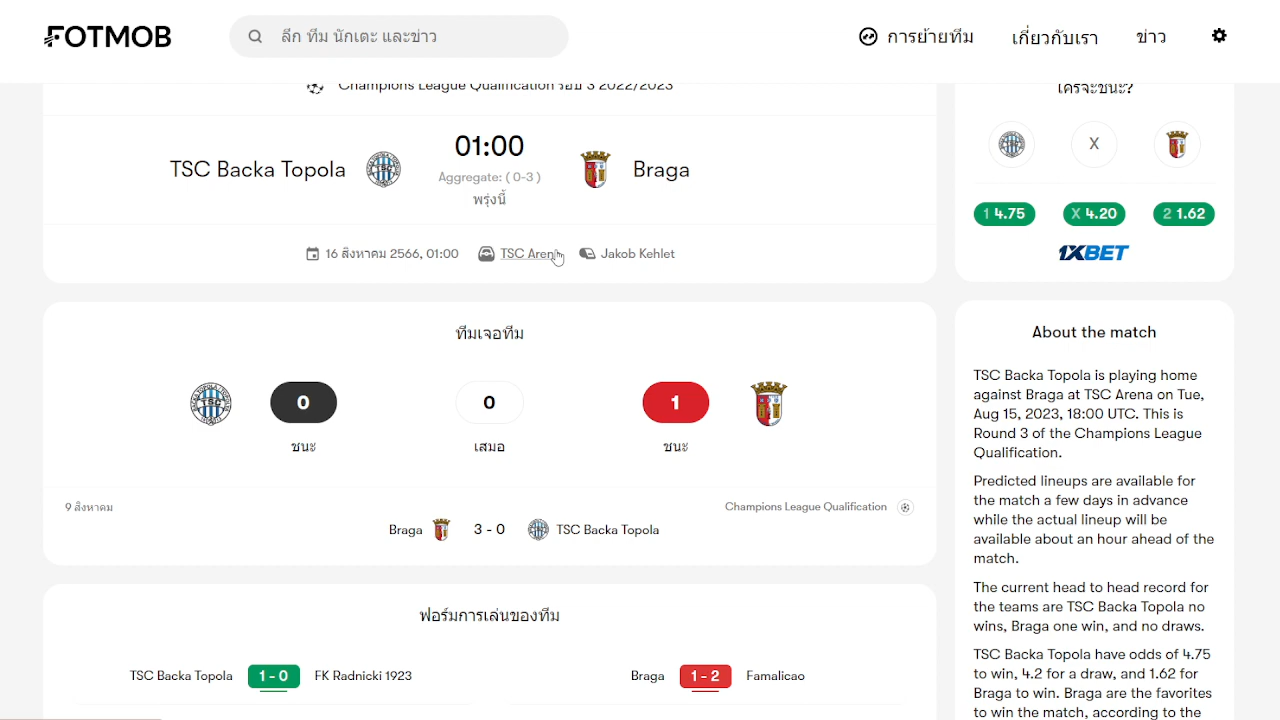 FOTMOB
ลีก ทีม นักเตะ และข่าว
การย้ายทีม
เกี่ยวกับเรา
ข่าว
Champions League Qualification รอบ 3 2022/2023
TSC Backa Topola
01:00
Aggregate: ( 0-3 )
พรุ่งนี้
Braga
16 สิงหาคม 2566, 01:00
TSC Arena
Jakob Kehlet
ทีมเจอทีม
0
0
1
ชนะ
เสมอ
ชนะ
9 สิงหาคม
Champions League Qualification
Braga
3 - 0
TSC Backa Topola
ฟอร์มการเล่นของทีม
TSC Backa Topola
1 - 0
FK Radnicki 1923
Braga
1 - 2
Famalicao
ใครจะชนะ?
X
1 4.75
X 4.20
2 1.62
1XBET
About the match
TSC Backa Topola is playing home
against Braga at TSC Arena on Tue,
Aug 15, 2023, 18:00 UTC. This is
Round 3 of the Champions League
Qualification.
Predicted lineups are available for
the match a few days in advance
while the actual lineup will be
available about an hour ahead of the
match.
The current head to head record for
the teams are TSC Backa Topola no
wins, Braga one win, and no draws.
TSC Backa Topola have odds of 4.75
to win, 4.2 for a draw, and 1.62 for
Braga to win. Braga are the favorites
to win the match, according to the